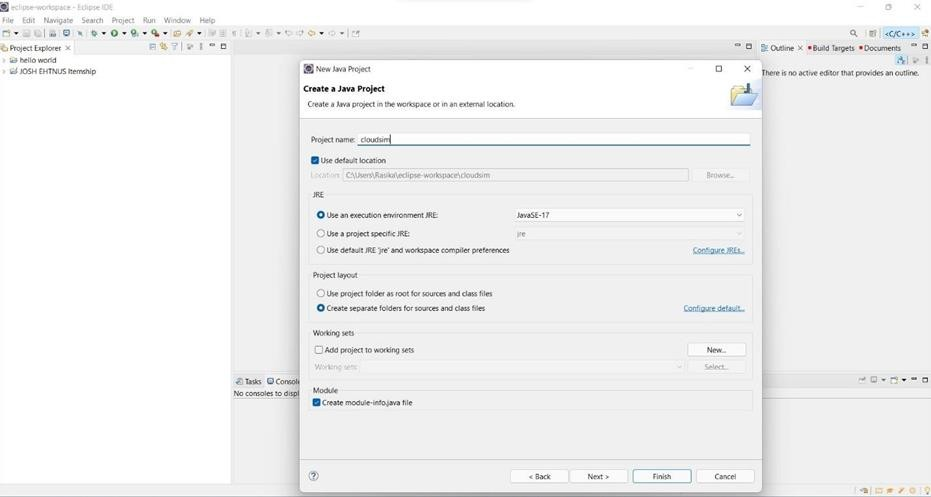 eclipse-workspace - Eclipse IDE
File Edit Navigate Search Project Run Window Help
<C/C++>
Project Explorer
hello world
JOSH EHTNUS Iternship
Outline Build Targets Documents
There is no active editor that provides an outline.
New Java Project
Create a Java Project
Create a Java project in the workspace or in an external location.
Project name: cloudsim
Use default location
Location: C:\Users\Rasika\eclipse-workspace\cloudsim Browse...
JRE
Use an execution environment JRE: JavaSE-17
Use a project specific JRE: jre
Use default JRE 'jre' and workspace compiler preferences Configure JREs...
Project layout
Use project folder as root for sources and class files
Create separate folders for sources and class files Configure default...
Working sets
Add project to working sets New...
Working sets: Select...
Module
Create module-info.java file
Tasks Console
No consoles to displ
? < Back Next > Finish Cancel